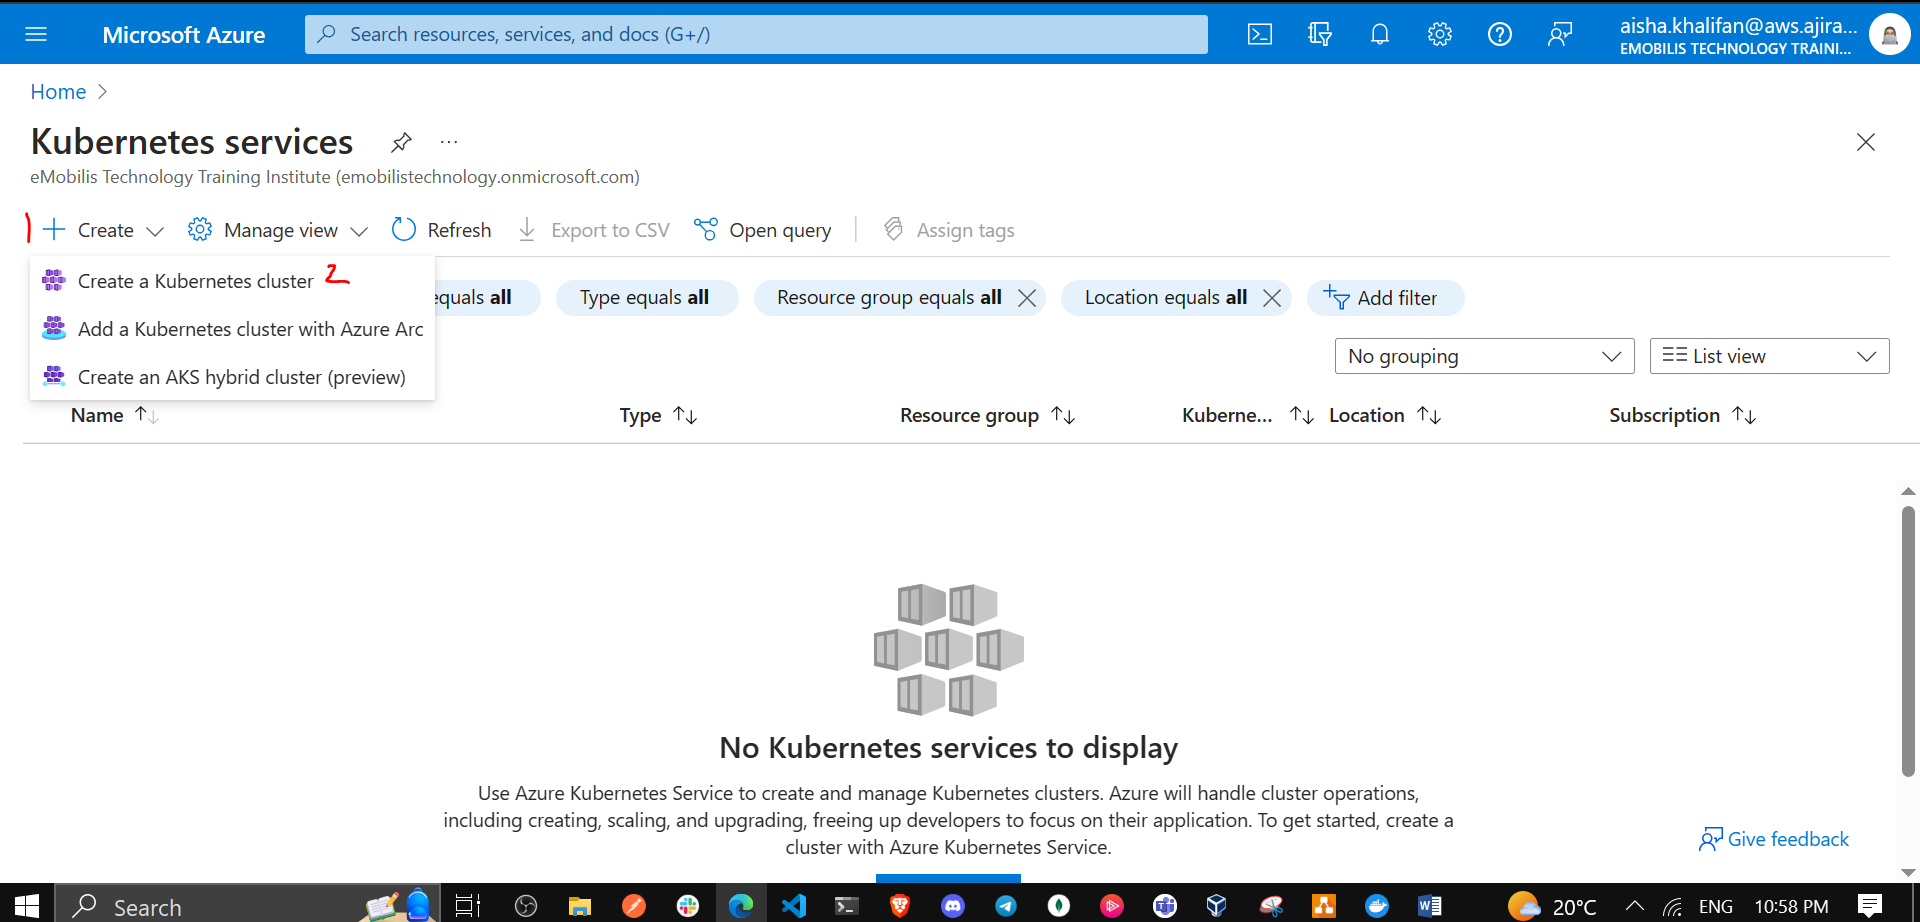 Microsoft Azure
Search resources, services, and docs (G+/)
aisha.khalifan@aws.ajira...
EMOBILIS TECHNOLOGY TRAINI...
Home
Kubernetes services
eMobilis Technology Training Institute (emobilistechnology.onmicrosoft.com)
1 Create Manage view Refresh Export to CSV Open query Assign tags
Create a Kubernetes cluster 2
Add a Kubernetes cluster with Azure Arc
Create an AKS hybrid cluster (preview)
equals all Type equals all Resource group equals all Location equals all Add filter
No grouping List view
Name Type Resource group Kuberne... Location Subscription
No Kubernetes services to display
Use Azure Kubernetes Service to create and manage Kubernetes clusters. Azure will handle cluster operations,
including creating, scaling, and upgrading, freeing up developers to focus on their application. To get started, create a
cluster with Azure Kubernetes Service.
Give feedback
Search 20°C ENG 10:58 PM